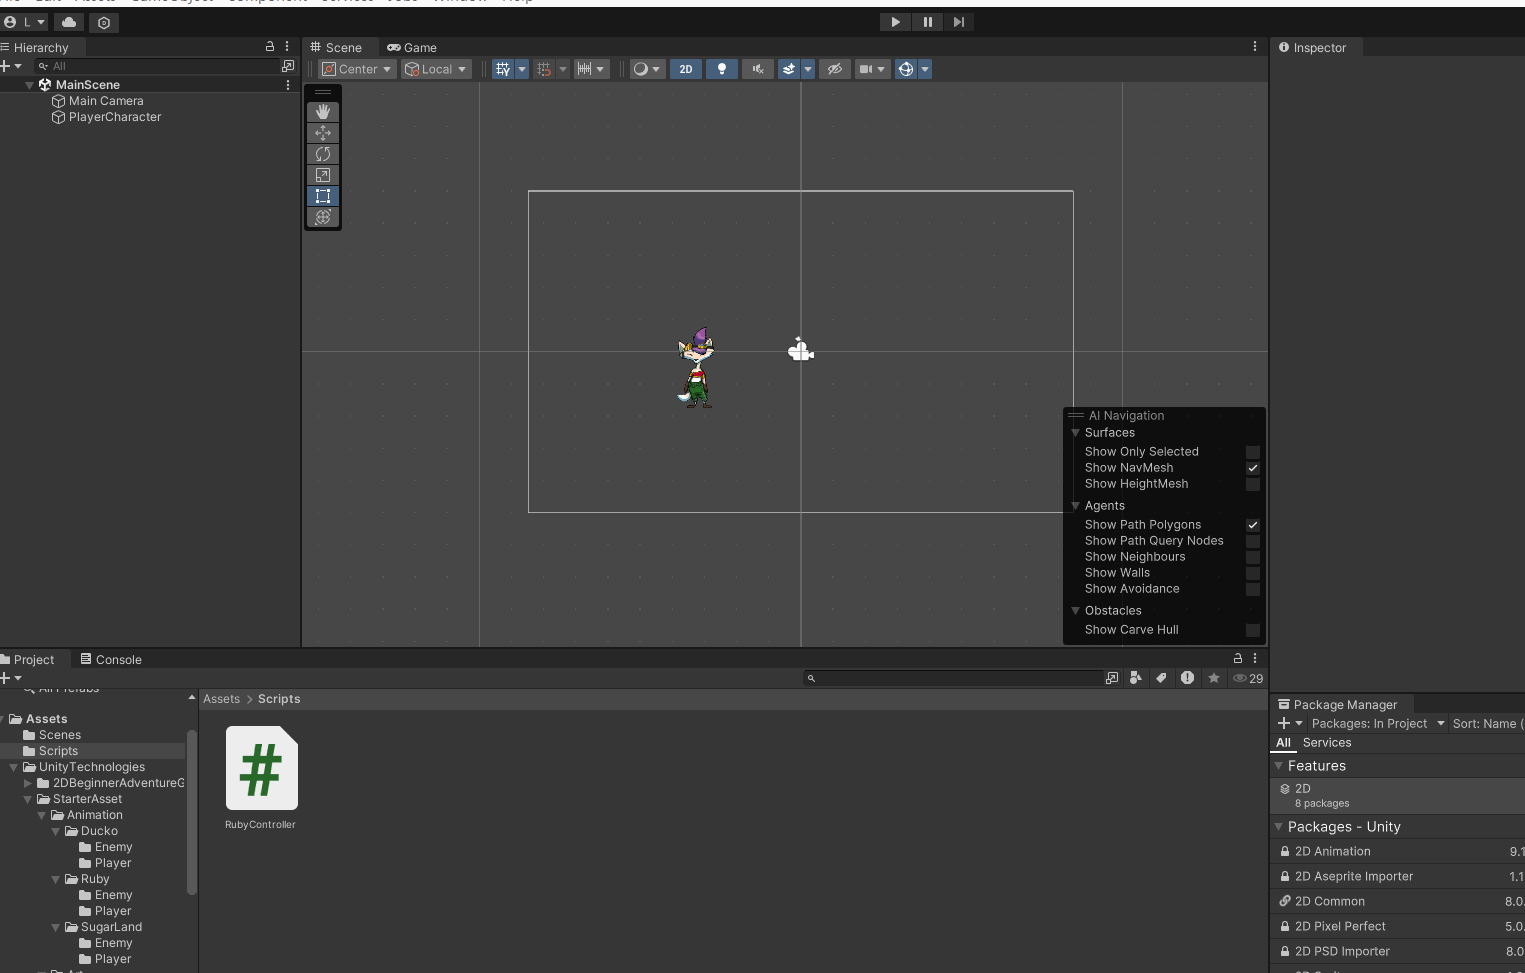 L
Hierarchy
All
MainScene
Main Camera
PlayerCharacter
Scene
Game
Center
Local
2D
AI Navigation
Surfaces
Show Only Selected
Show NavMesh
Show HeightMesh
Agents
Show Path Polygons
Show Path Query Nodes
Show Neighbours
Show Walls
Show Avoidance
Obstacles
Show Carve Hull
Inspector
Project
Console
29
All Prefabs
Assets
Scenes
Scripts
UnityTechnologies
2DBeginnerAdventureG
StarterAsset
Animation
Ducko
Enemy
Player
Ruby
Enemy
Player
SugarLand
Enemy
Player
Assets > Scripts
#
RubyController
Package Manager
Packages: In Project
Sort: Name (
All
Services
Features
2D
8 packages
Packages - Unity
2D Animation 9.1
2D Aseprite Importer 1.1
2D Common 8.0.
2D Pixel Perfect 5.0.
2D PSD Importer 8.0